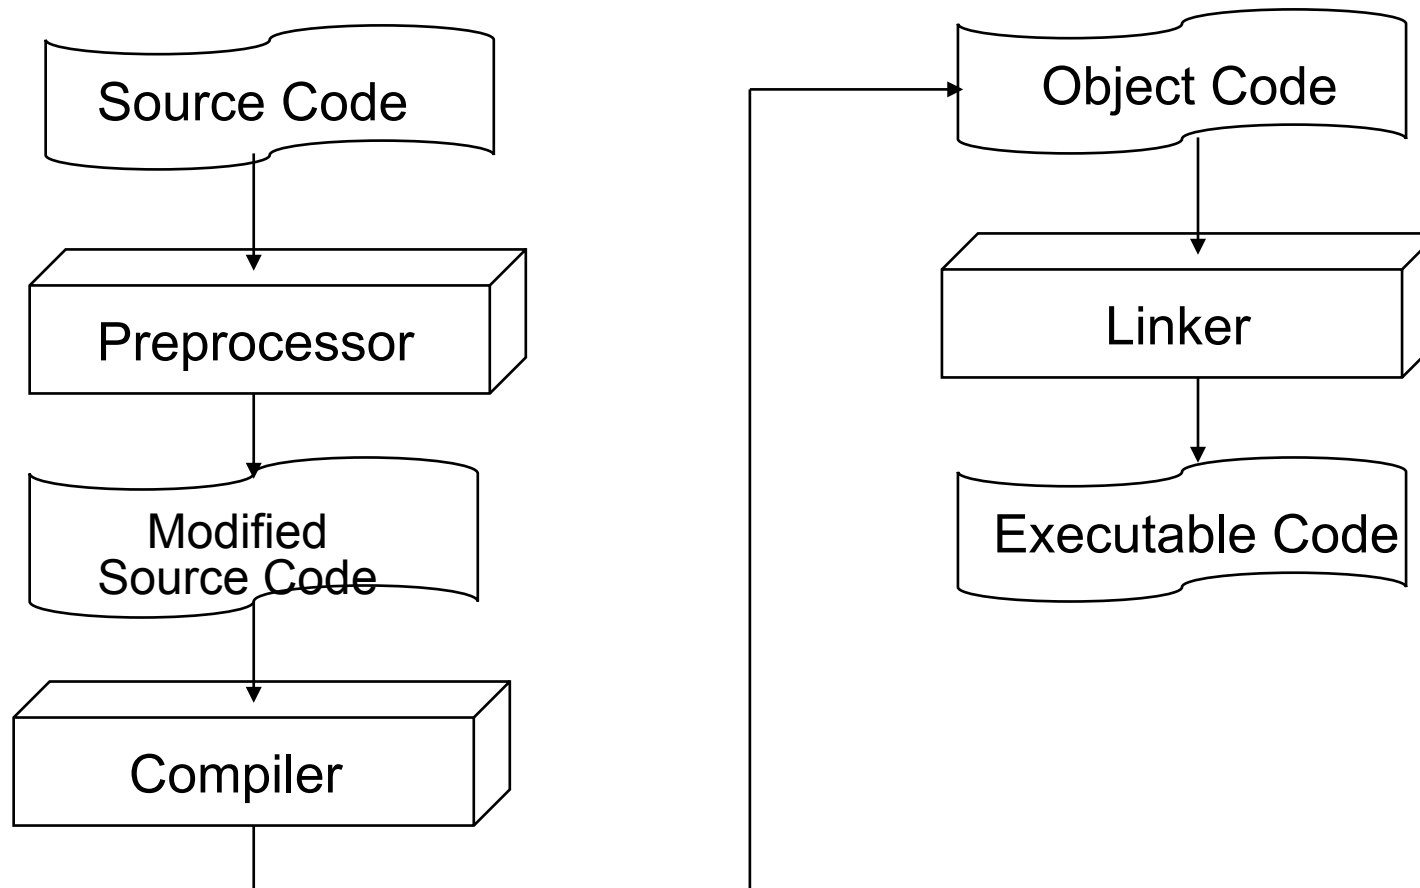 Source Code
Preprocessor
Modified
Source Code
Compiler
Object Code
Linker
Executable Code